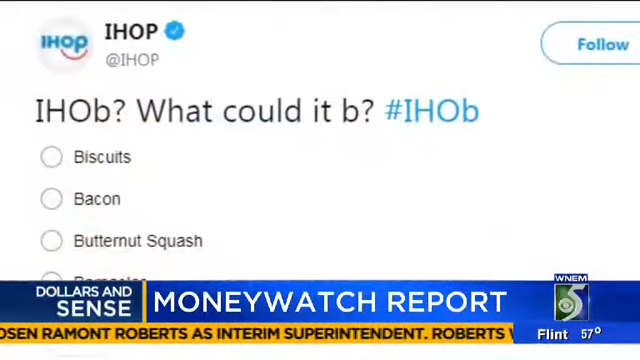 IHOP
IHOP
@IHOP
Follow
IHOb? What could it b? #IHOb
Biscuits
Bacon
Butternut Squash
DOLLARS AND
SENSE
MONEYWATCH REPORT
WNEM
5
OSEN RAMONT ROBERTS AS INTERIM SUPERINTENDENT. ROBERTS
Flint 57°